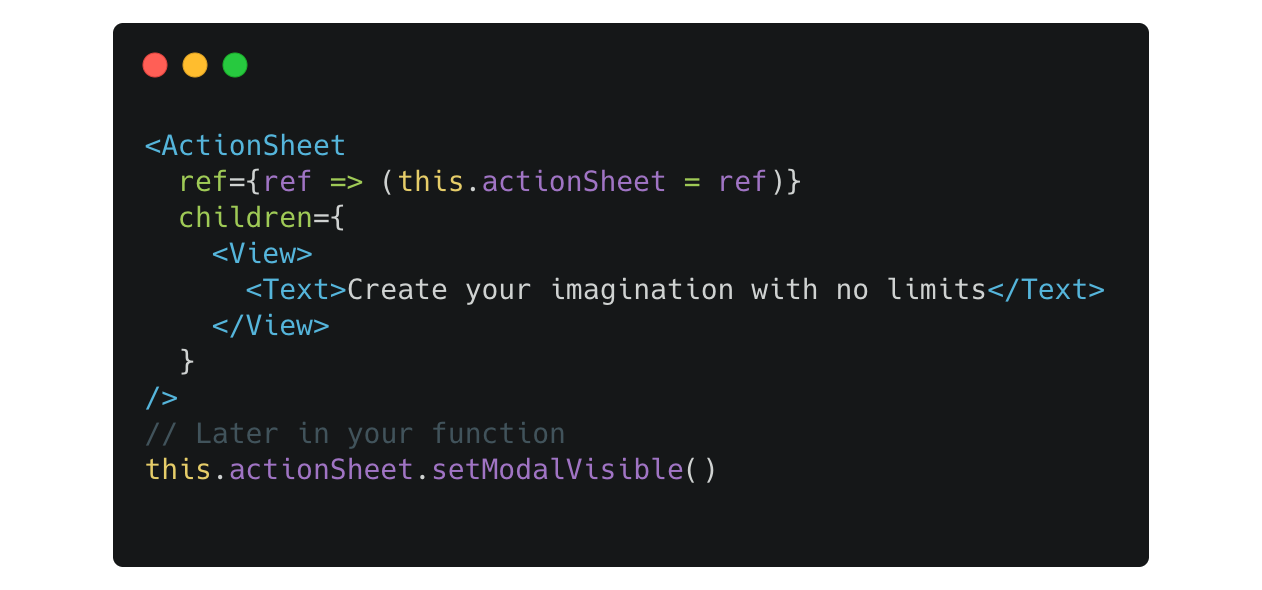 <ActionSheet
  ref={ref => (this.actionSheet = ref)}
  children={
    <View>
      <Text>Create your imagination with no limits</Text>
    </View>
  }
/>
// Later in your function
this.actionSheet.setModalVisible()